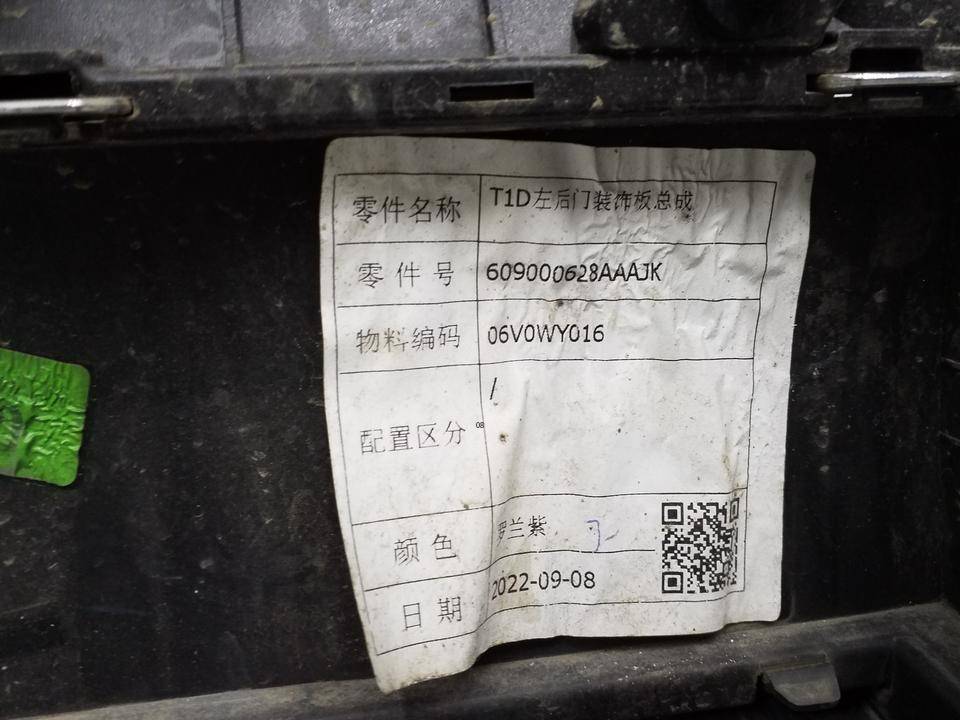 零件名称 T1D左后门装饰板总成
零件号 609000628AAAJK
物料编码 06V0WY016
配置区分 08 /
颜色 罗兰紫
日期 2022-09-08